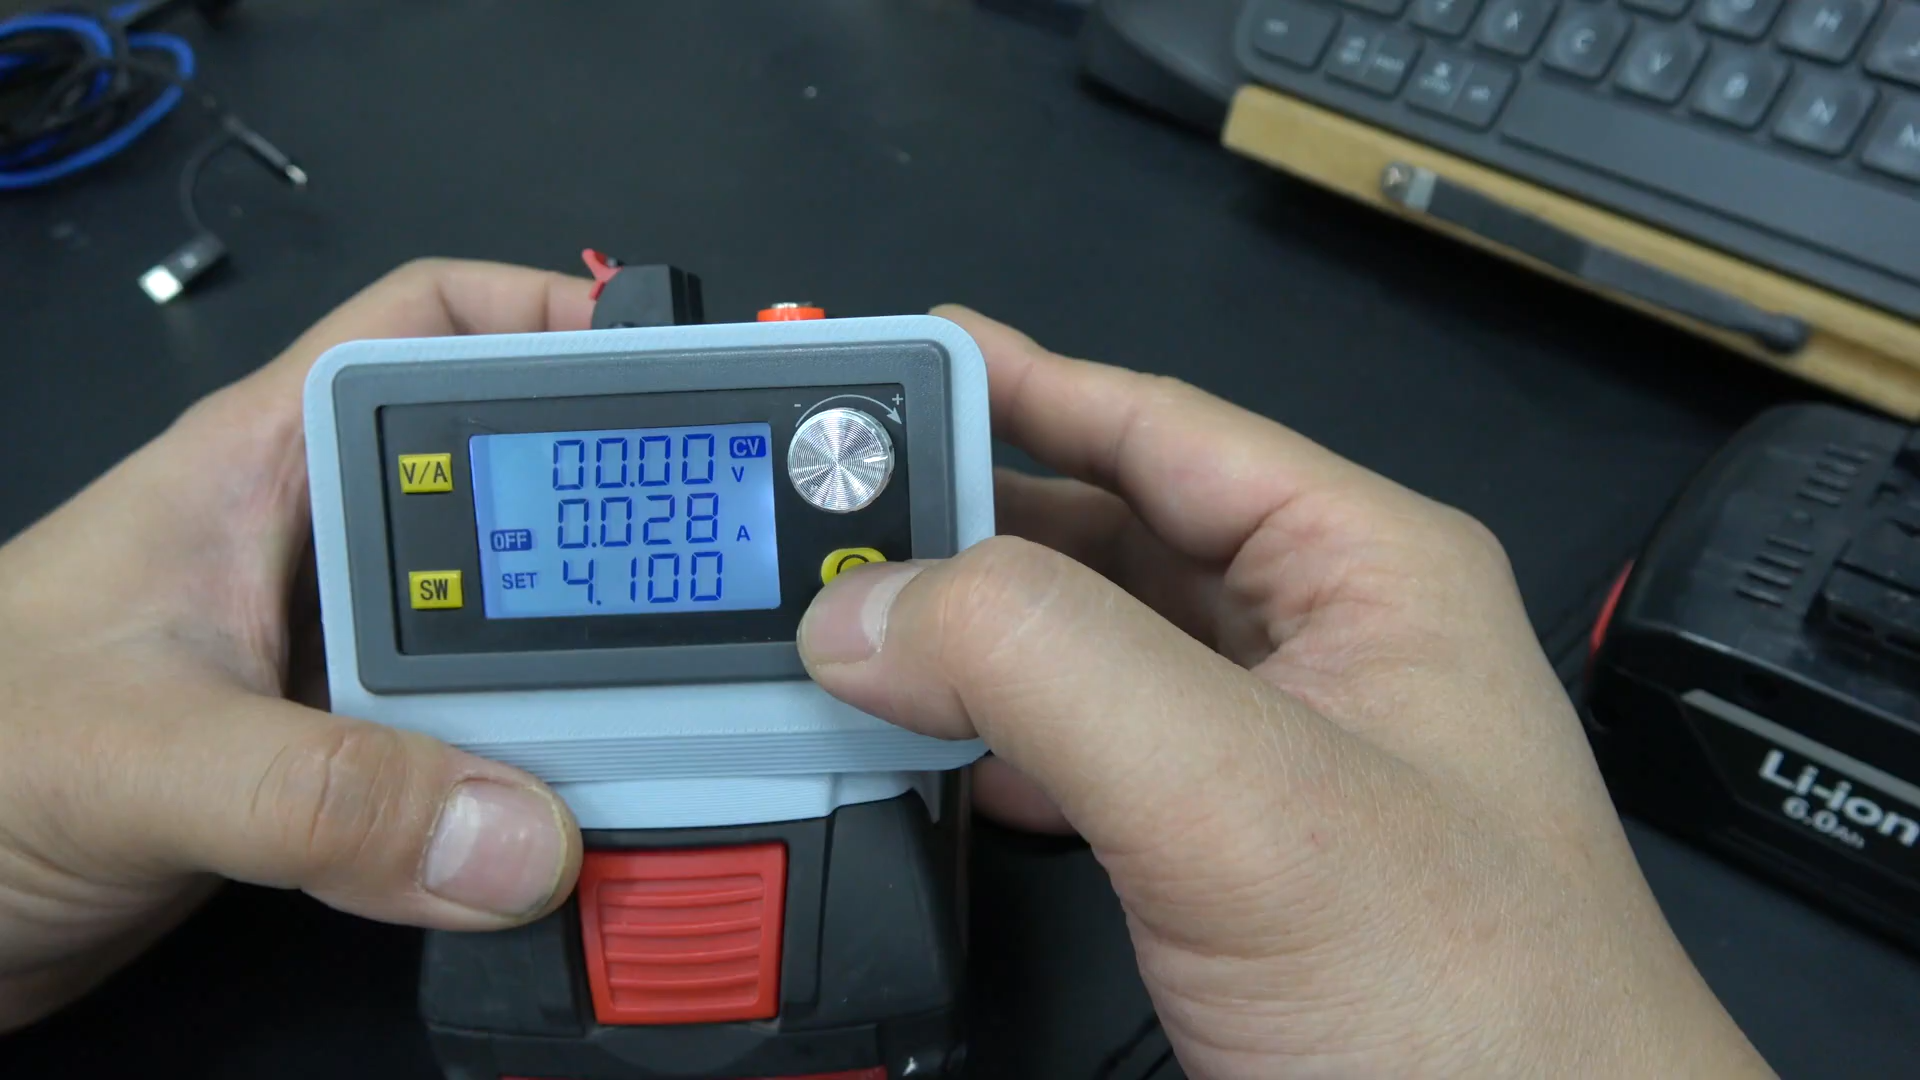 - +
V/A
00.00 CV
V
0.028 A
OFF
SET 4.100
SW
Z X C V B N M
H
Li-ion
6.0Ah